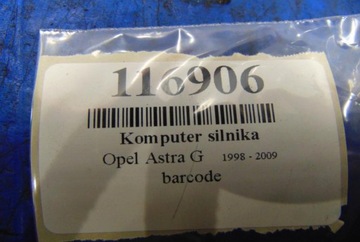 116906
Komputer silnika
Opel Astra G 1998 - 2009
barcode